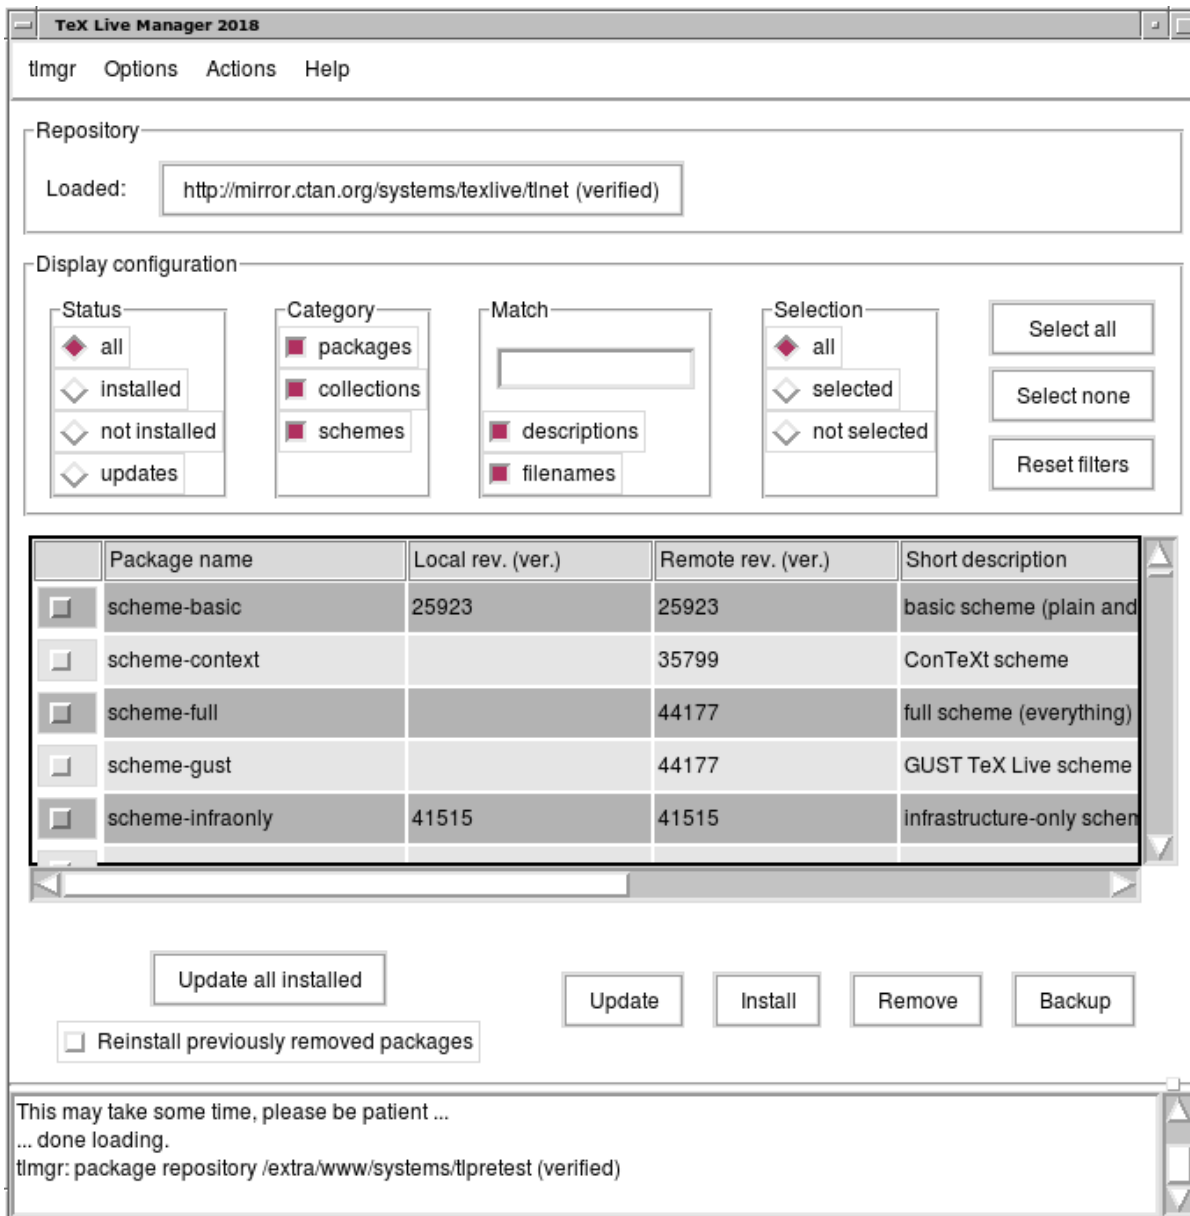 TeX Live Manager 2018
tlmgr Options Actions Help
Repository
Loaded: http://mirror.ctan.org/systems/texlive/tlnet (verified)
Display configuration
Status Category Match Selection
all packages all Select all
installed collections selected Select none
not installed schemes descriptions not selected
updates filenames Reset filters
Package name Local rev. (ver.) Remote rev. (ver.) Short description
scheme-basic 25923 25923 basic scheme (plain and
scheme-context 35799 ConTeXt scheme
scheme-full 44177 full scheme (everything)
scheme-gust 44177 GUST TeX Live scheme
scheme-infraonly 41515 41515 infrastructure-only schem
Update all installed
Update Install Remove Backup
Reinstall previously removed packages
This may take some time, please be patient ...
... done loading.
tlmgr: package repository /extra/www/systems/tlpretest (verified)